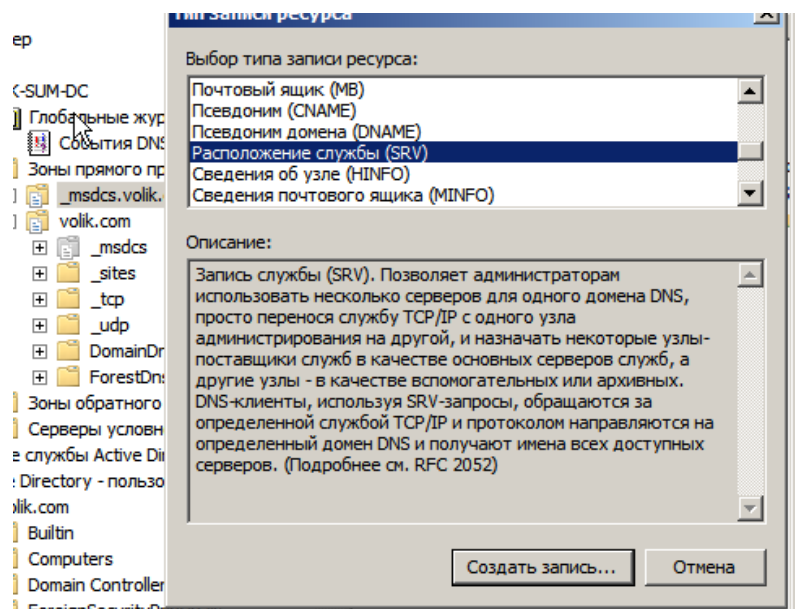 Тип записи ресурса
ер
K-SUM-DC
Глобальные жур
События DNS
Зоны прямого пр
_msdcs.volik.
volik.com
_msdcs
_sites
_tcp
_udp
DomainDr
ForestDns
Зоны обратного
Серверы условн
е службы Active Di
Directory - пользо
olik.com
Builtin
Computers
Domain Controller
Выбор типа записи ресурса:
Почтовый ящик (MB)
Псевдоним (CNAME)
Псевдоним домена (DNAME)
Расположение службы (SRV)
Сведения об узле (HINFO)
Сведения почтового ящика (MINFO)
Описание:
Запись службы (SRV). Позволяет администраторам
использовать несколько серверов для одного домена DNS,
просто перенося службу TCP/IP с одного узла
администрирования на другой, и назначать некоторые узлы-
поставщики служб в качестве основных серверов служб, а
другие узлы - в качестве вспомогательных или архивных.
DNS-клиенты, используя SRV-запросы, обращаются за
определенной службой TCP/IP и протоколом направляются на
определенный домен DNS и получают имена всех доступных
серверов. (Подробнее см. RFC 2052)
Создать запись...
Отмена